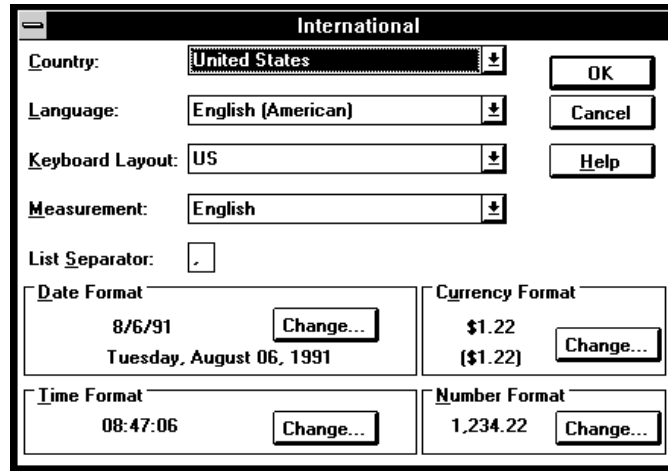 International
Country: United States
OK
Language: English (American)
Cancel
Keyboard Layout: US
Help
Measurement: English
List Separator: ,
Date Format
8/6/91
Change...
Tuesday, August 06, 1991
Currency Format
$1.22
($1.22)
Change...
Time Format
08:47:06
Change...
Number Format
1,234.22
Change...